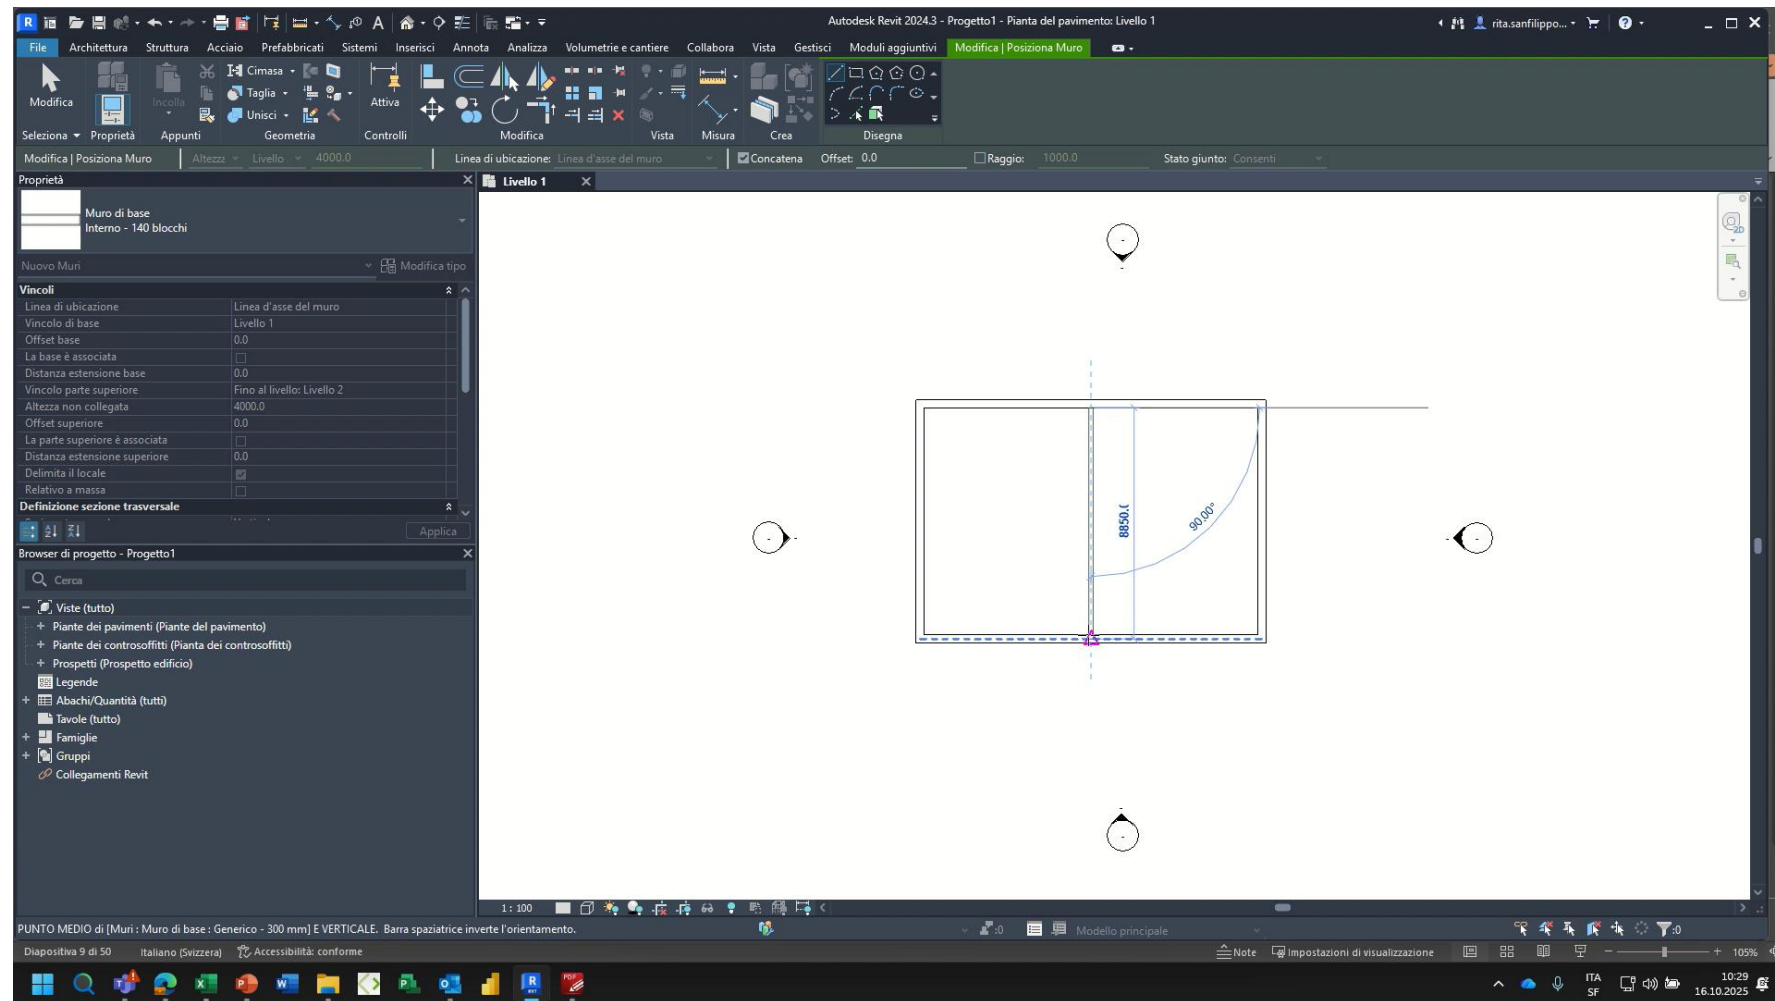 Autodesk Revit 2024.3 - Progetto1 - Pianta del pavimento: Livello 1
rita.sanfilippo...
File Architettura Struttura Acciaio Prefabbricati Sistemi Inserisci Annota Analizza Volumetrie e cantiere Collabora Vista Gestisci Moduli aggiuntivi Modifica | Posiziona Muro
Modifica
Incolla
Cimasa
Taglia
Unisci
Attiva
Seleziona Proprietà Appunti Geometria Controlli Modifica Vista Misura Crea Disegna
Modifica | Posiziona Muro Livello 4000.0 Linea di ubicazione: Linea d'asse del muro Concatena Offset: 0.0 Raggio: 1000.0 Stato giunto: Consenti
Proprietà
Livello 1
Muro di base
Interno - 140 blocchi
Nuovo Muri Modifica tipo
Vincoli
Linea di ubicazione Linea d'asse del muro
Vincolo di base Livello 1
Offset base 0.0
La base è associata
Distanza estensione base 0.0
Vincolo parte superiore Fino al livello: Livello 2
Altezza non collegata 4000.0
Offset superiore 0.0
La parte superiore è associata
Distanza estensione superiore 0.0
Delimita il locale
Relativo a massa
Definizione sezione trasversale
Applica
Browser di progetto - Progetto1
Cerca
Viste (tutto)
Piante dei pavimenti (Piante del pavimento)
Piante dei controsoffitti (Pianta dei controsoffitti)
Prospetti (Prospetto edificio)
Legende
Abachi/Quantità (tutti)
Tavole (tutto)
Famiglie
Gruppi
Collegamenti Revit
90.00°
1 : 100
PUNTO MEDIO di [Muri : Muro di base : Generico - 300 mm] E VERTICALE. Barra spaziatrice inverte l'orientamento.
:0
Modello principale
:0
Diapositiva 9 di 50 Italiano (Svizzera) Accessibilità: conforme
Note Impostazioni di visualizzazione
105%
ITA
SF
10:29
16.10.2025